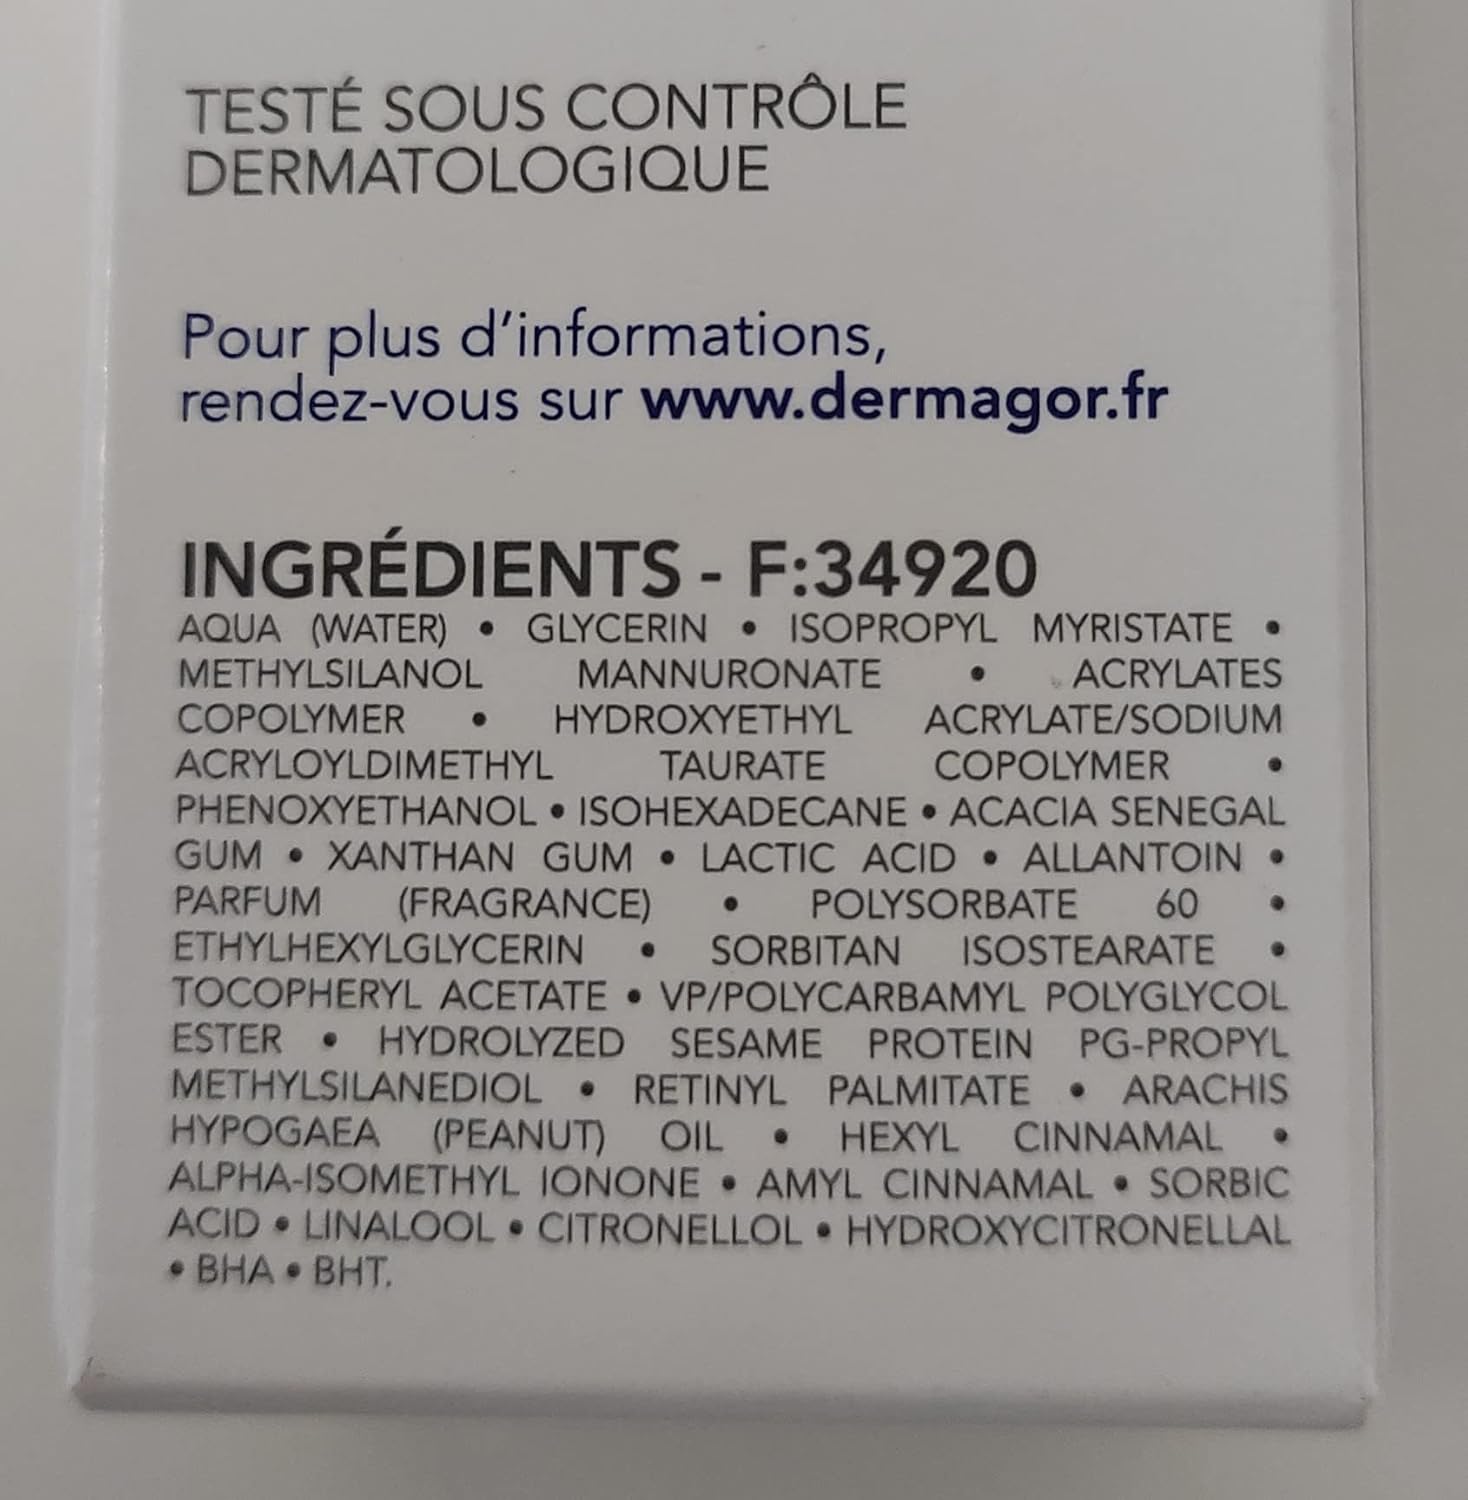 TESTÉ SOUS CONTRÔLE
DERMATOLOGIQUE
Pour plus d’informations,
rendez-vous sur www.dermagor.fr
INGRÉDIENTS - F:34920
AQUA (WATER) • GLYCERIN • ISOPROPYL MYRISTATE •
METHYLSILANOL MANNURONATE • ACRYLATES
COPOLYMER • HYDROXYETHYL ACRYLATE/SODIUM
ACRYLOYLDIMETHYL TAURATE COPOLYMER •
PHENOXYETHANOL • ISOHEXADECANE • ACACIA SENEGAL
GUM • XANTHAN GUM • LACTIC ACID • ALLANTOIN •
PARFUM (FRAGRANCE) • POLYSORBATE 60 •
ETHYLHEXYLGLYCERIN • SORBITAN ISOSTEARATE •
TOCOPHERYL ACETATE • VP/POLYCARBAMYL POLYGLYCOL
ESTER • HYDROLYZED SESAME PROTEIN PG-PROPYL
METHYLSILANEDIOL • RETINYL PALMITATE • ARACHIS
HYPOGAEA (PEANUT) OIL • HEXYL CINNAMAL •
ALPHA-ISOMETHYL IONONE • AMYL CINNAMAL • SORBIC
ACID • LINALOOL • CITRONELLOL • HYDROXYCITRONELLAL
• BHA • BHT.